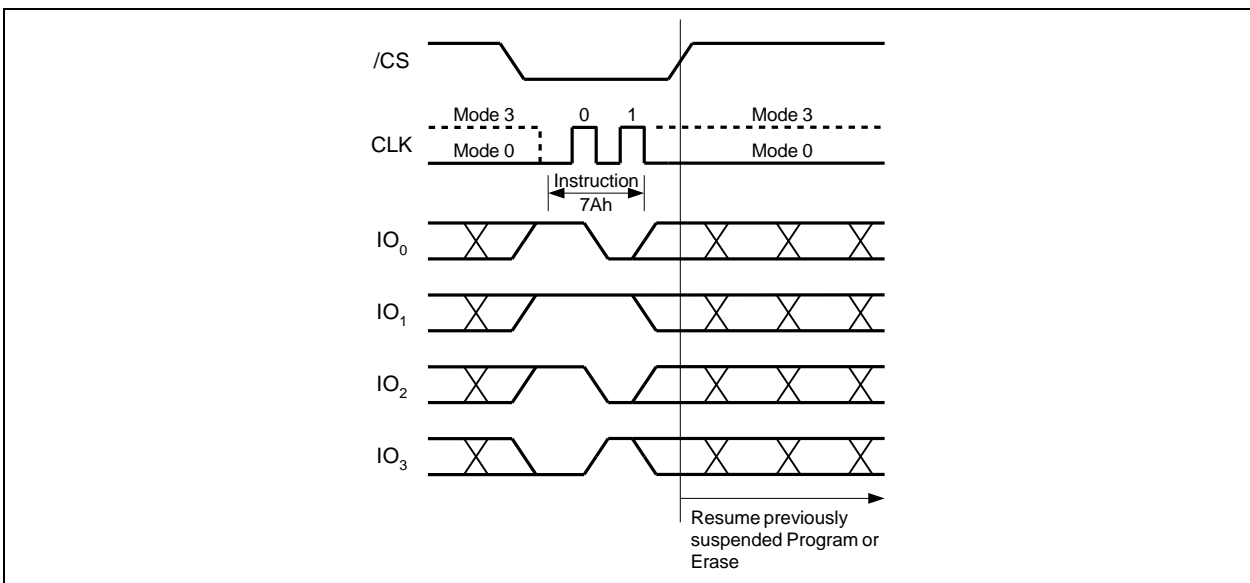 /CS
Mode 3 0 1 Mode 3
CLK
Mode 0 Mode 0
Instruction
7Ah
IO0
IO1
IO2
IO3
Resume previously
suspended Program or
Erase